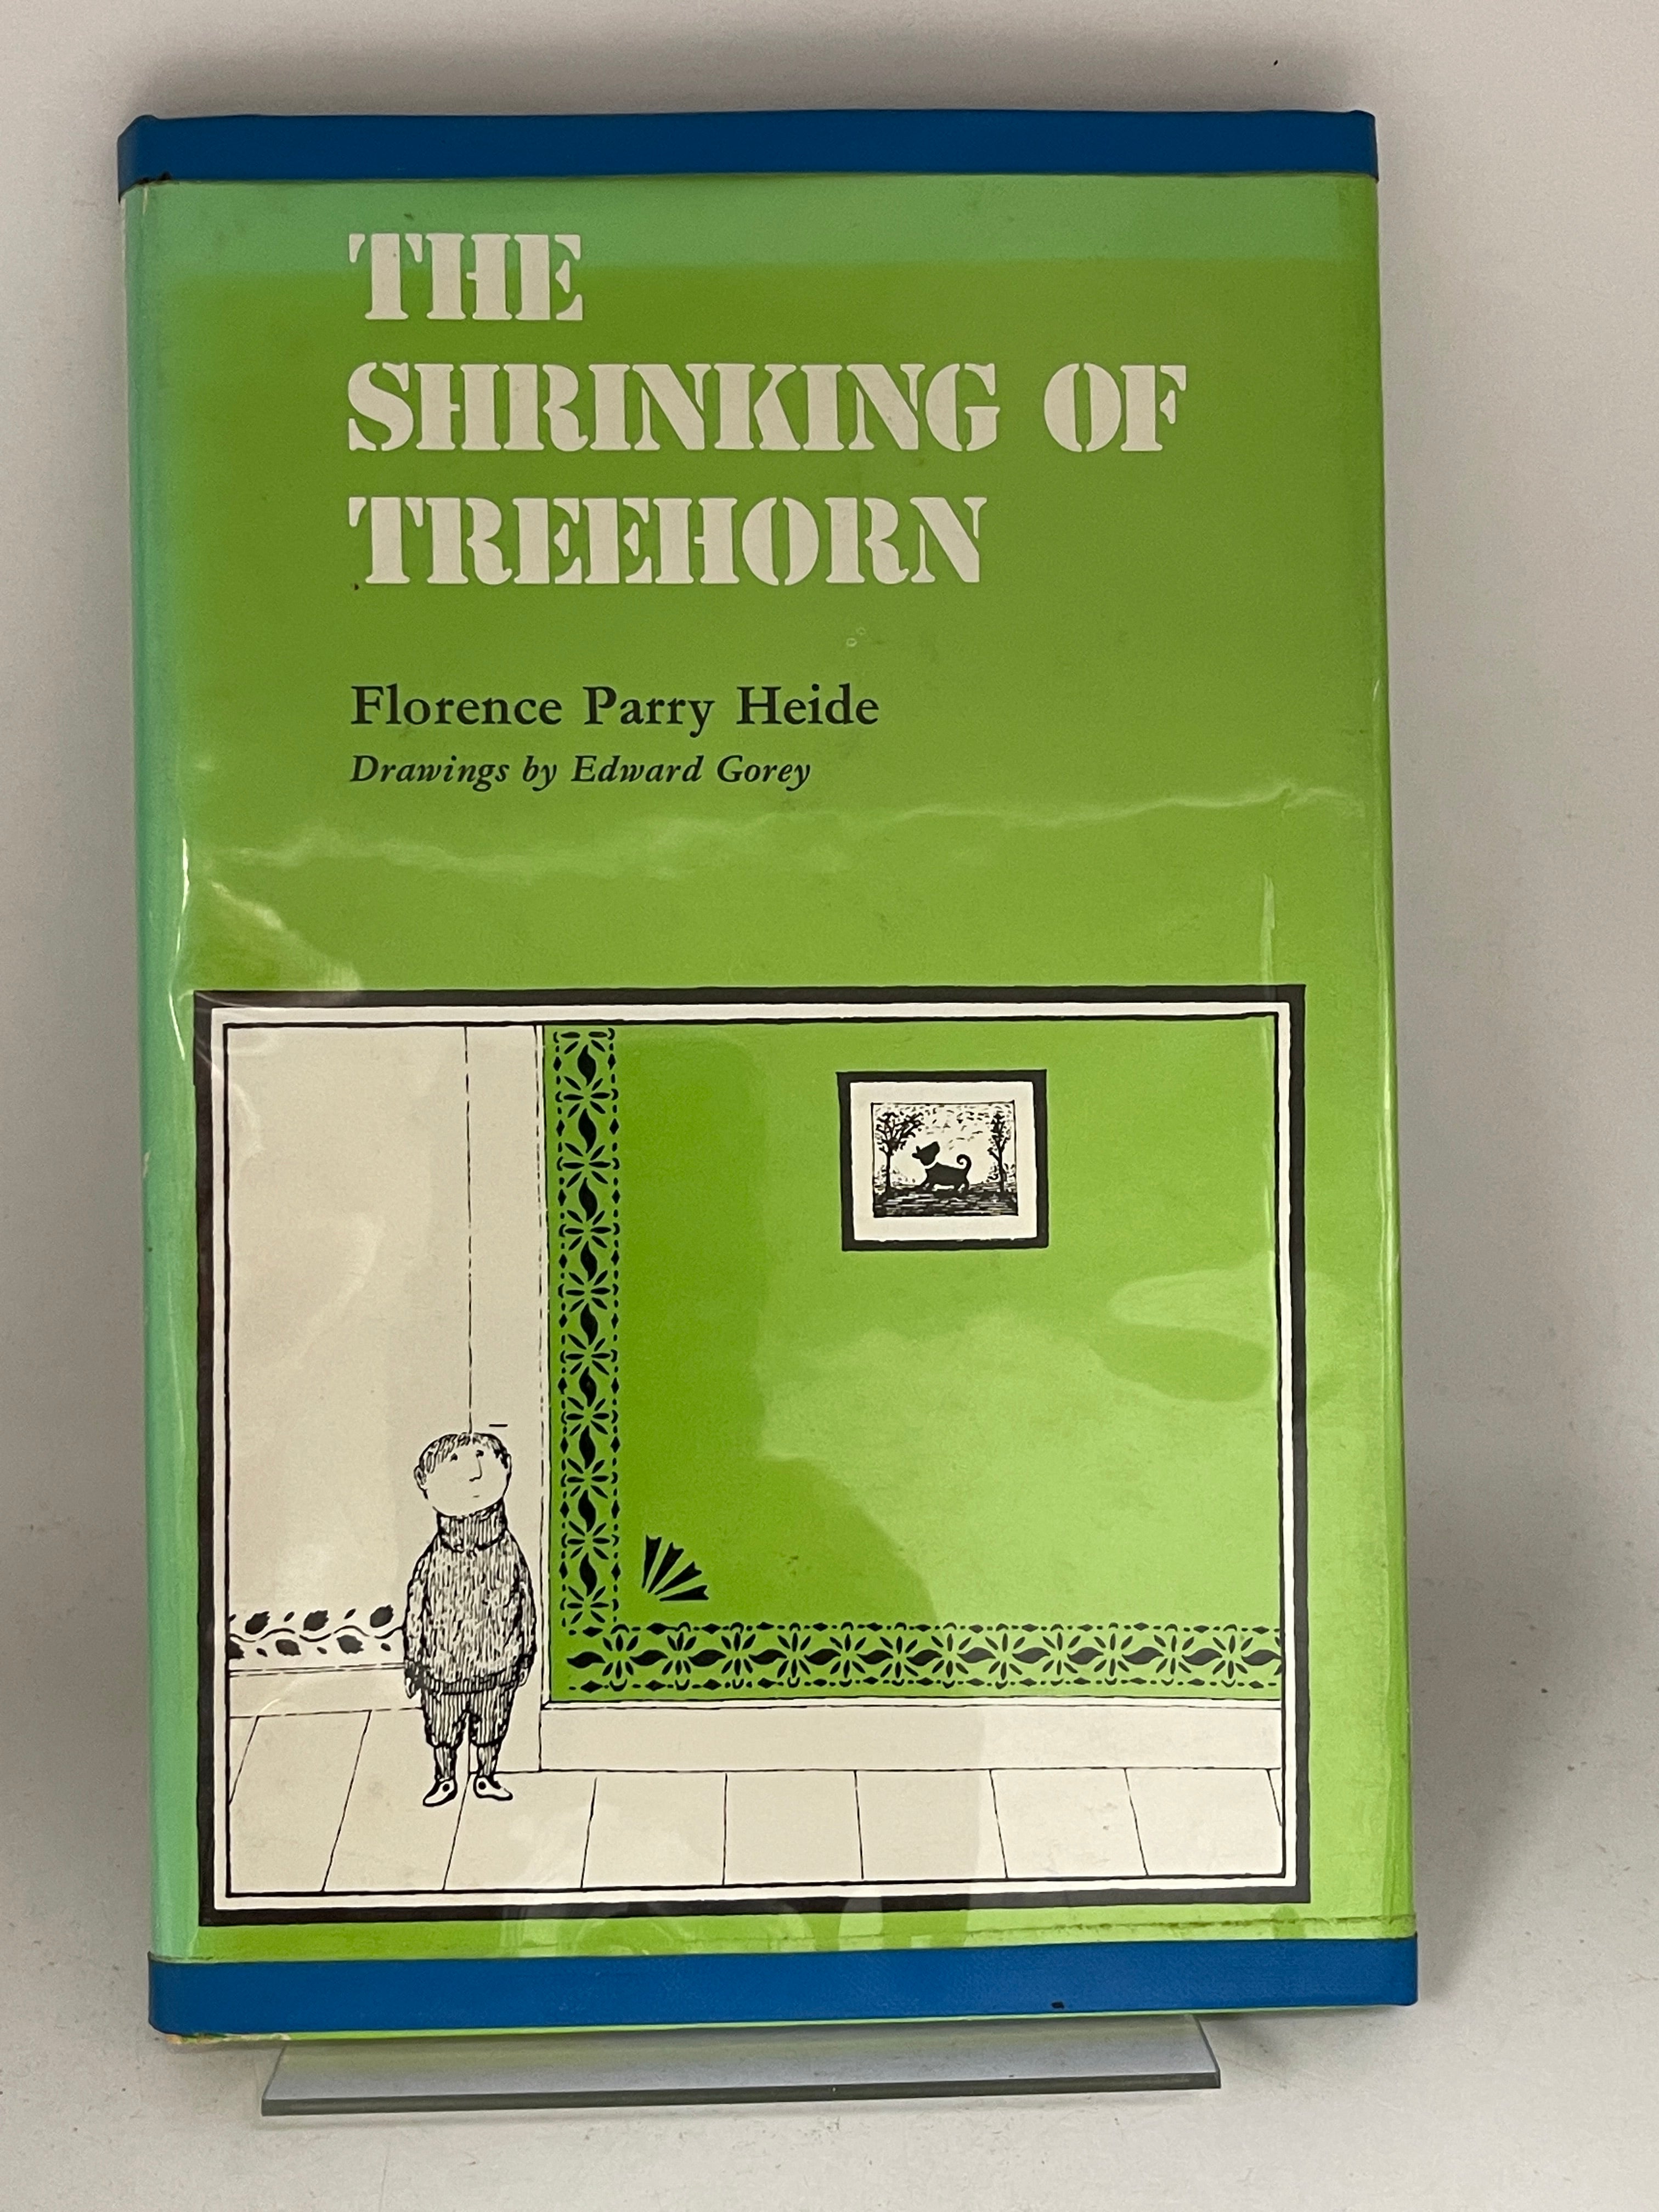 THE
SHRINKING OF
TREEHORN
Florence Parry Heide
Drawings by Edward Gorey